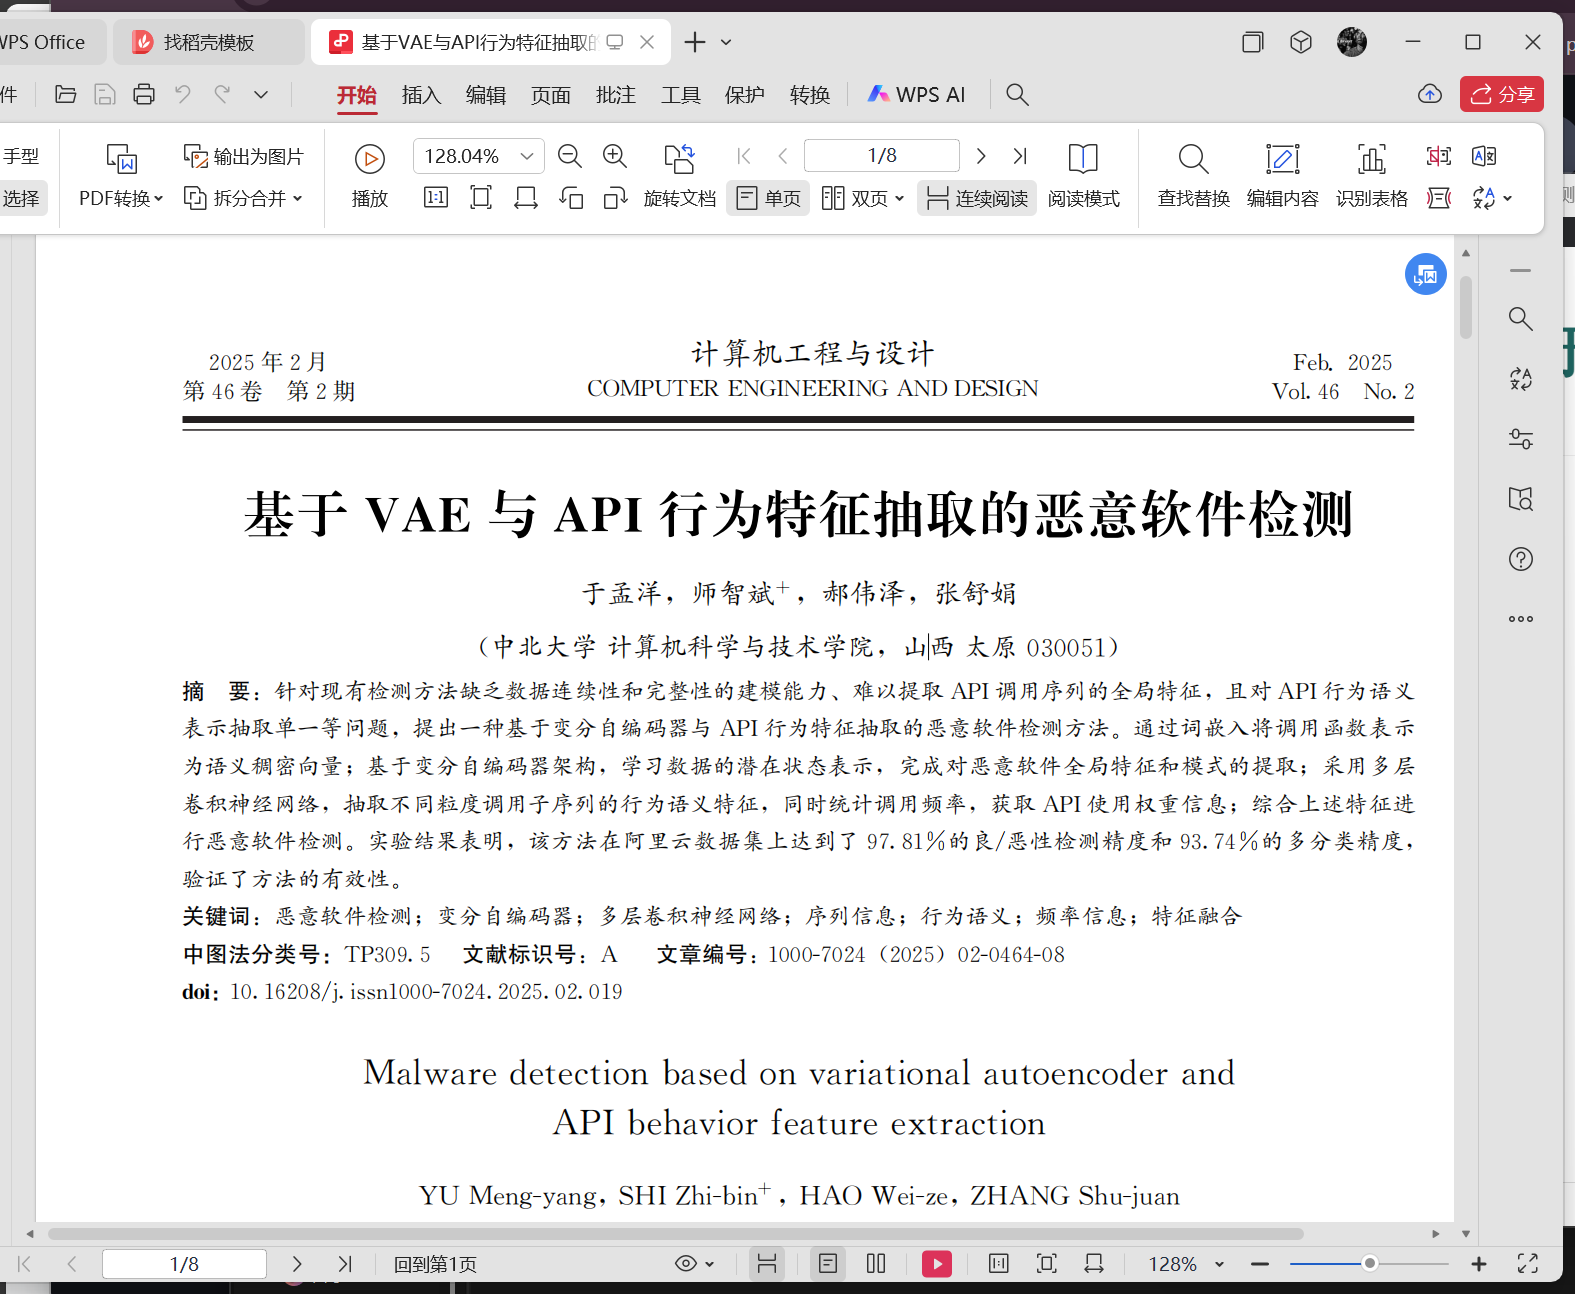 WPS Office
找稻壳模板
基于VAE与API行为特征抽取的
件
开始 插入 编辑 页面 批注 工具 保护 转换 WPS AI
分享
手型
输出为图片
128.04%
1/8
选择
PDF转换
拆分合并
播放
旋转文档
单页
双页
连续阅读
阅读模式
查找替换
编辑内容
识别表格
2025 年 2 月
计算机工程与设计
Feb. 2025
第 46 卷 第 2 期
COMPUTER ENGINEERING AND DESIGN
Vol. 46 No. 2
基于 VAE 与 API 行为特征抽取的恶意软件检测
于孟洋，师智斌+，郝伟泽，张舒娟
（中北大学 计算机科学与技术学院，山西 太原 030051）
摘 要：针对现有检测方法缺乏数据连续性和完整性的建模能力、难以提取 API 调用序列的全局特征，且对 API 行为语义
表示抽取单一等问题，提出一种基于变分自编码器与 API 行为特征抽取的恶意软件检测方法。通过词嵌入将调用函数表示
为语义稠密向量；基于变分自编码器架构，学习数据的潜在状态表示，完成对恶意软件全局特征和模式的提取；采用多层
卷积神经网络，抽取不同粒度调用子序列的行为语义特征，同时统计调用频率，获取 API 使用权重信息；综合上述特征进
行恶意软件检测。实验结果表明，该方法在阿里云数据集上达到了 97.81%的良/恶性检测精度和 93.74%的多分类精度，
验证了方法的有效性。
关键词：恶意软件检测；变分自编码器；多层卷积神经网络；序列信息；行为语义；频率信息；特征融合
中图法分类号：TP309.5 文献标识号：A 文章编号：1000-7024（2025）02-0464-08
doi：10.16208/j.issn1000-7024.2025.02.019
Malware detection based on variational autoencoder and
API behavior feature extraction
YU Meng-yang，SHI Zhi-bin+，HAO Wei-ze，ZHANG Shu-juan
1/8
回到第1页
128%